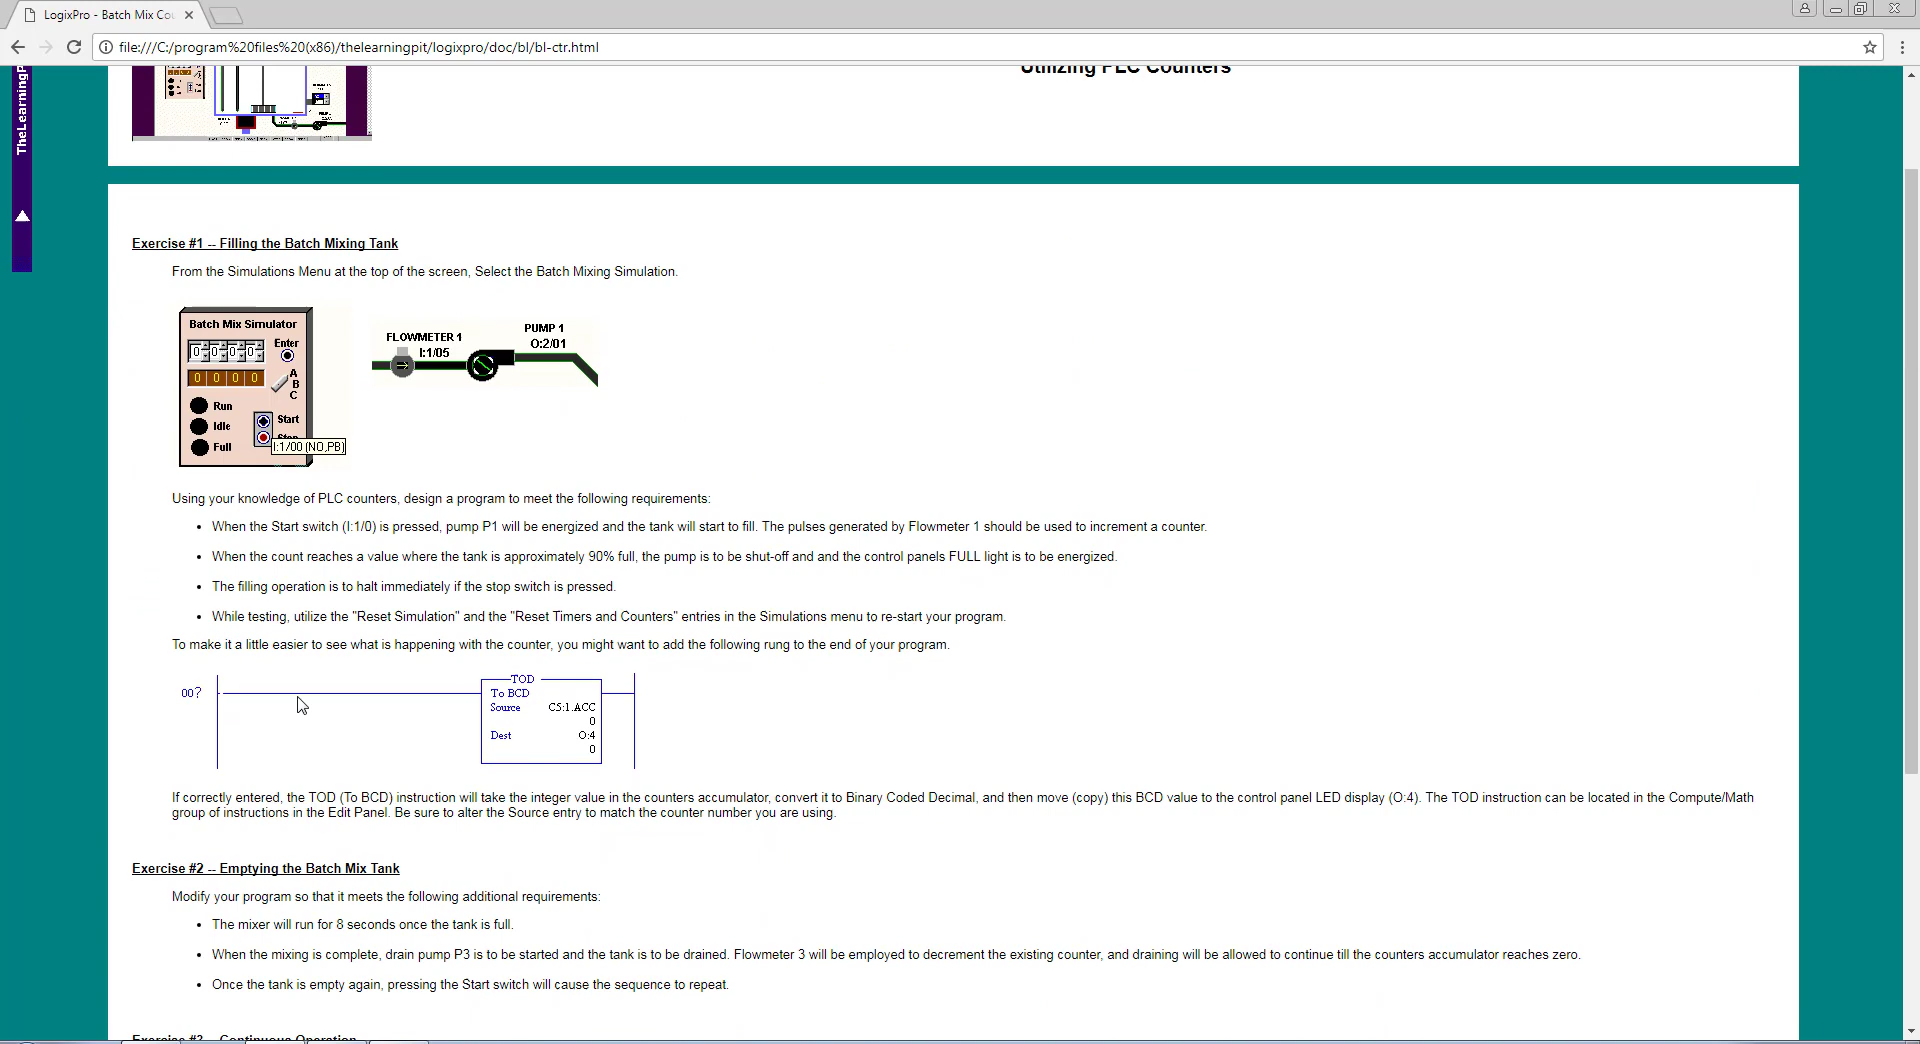 LogixPro - Batch Mix Cou
file:///C:/program%20files%20(x86)/thelearningpit/logixpro/doc/bl/bl-ctr.html
TheLearningP
Utilizing PLC Counters
Exercise #1 -- Filling the Batch Mixing Tank
From the Simulations Menu at the top of the screen, Select the Batch Mixing Simulation.
Batch Mix Simulator
0 0 0 0
Enter
0 0 0 0
A
B
C
Run
Idle
Full
Start
Stop
I:1/00 (NO,PB)
FLOWMETER 1
I:1/05
PUMP 1
O:2/01
Using your knowledge of PLC counters, design a program to meet the following requirements:
• When the Start switch (I:1/0) is pressed, pump P1 will be energized and the tank will start to fill. The pulses generated by Flowmeter 1 should be used to increment a counter.
• When the count reaches a value where the tank is approximately 90% full, the pump is to be shut-off and and the control panels FULL light is to be energized.
• The filling operation is to halt immediately if the stop switch is pressed.
• While testing, utilize the "Reset Simulation" and the "Reset Timers and Counters" entries in the Simulations menu to re-start your program.
To make it a little easier to see what is happening with the counter, you might want to add the following rung to the end of your program.
00?
TOD
To BCD
Source C5:1.ACC
0
Dest O:4
0
If correctly entered, the TOD (To BCD) instruction will take the integer value in the counters accumulator, convert it to Binary Coded Decimal, and then move (copy) this BCD value to the control panel LED display (O:4). The TOD instruction can be located in the Compute/Math
group of instructions in the Edit Panel. Be sure to alter the Source entry to match the counter number you are using.
Exercise #2 -- Emptying the Batch Mix Tank
Modify your program so that it meets the following additional requirements:
• The mixer will run for 8 seconds once the tank is full.
• When the mixing is complete, drain pump P3 is to be started and the tank is to be drained. Flowmeter 3 will be employed to decrement the existing counter, and draining will be allowed to continue till the counters accumulator reaches zero.
• Once the tank is empty again, pressing the Start switch will cause the sequence to repeat.
Exercise #3 -- Continuous Operation